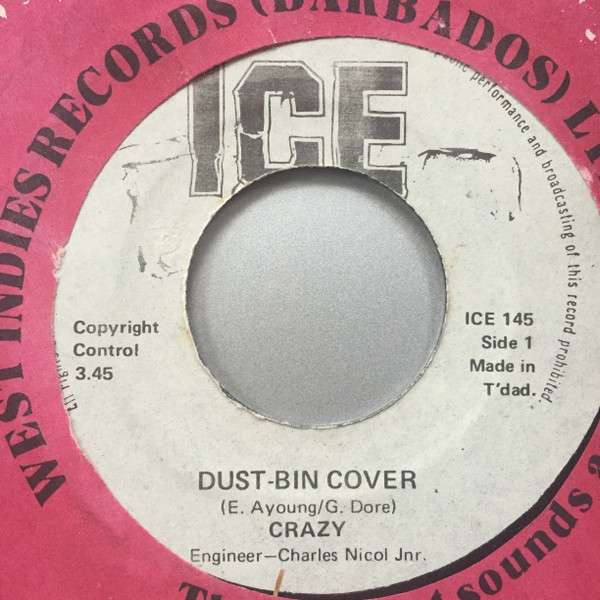 WEST INDIES RECORDS (BARBADOS)
ICE
public performance and broadcasting of this record prohibited.
Copyright
Control
3.45
ICE 145
Side 1
Made in
T'dad.
DUST-BIN COVER
(E. Ayoung/G. Dore)
CRAZY
Engineer—Charles Nicol Jnr.
sounds